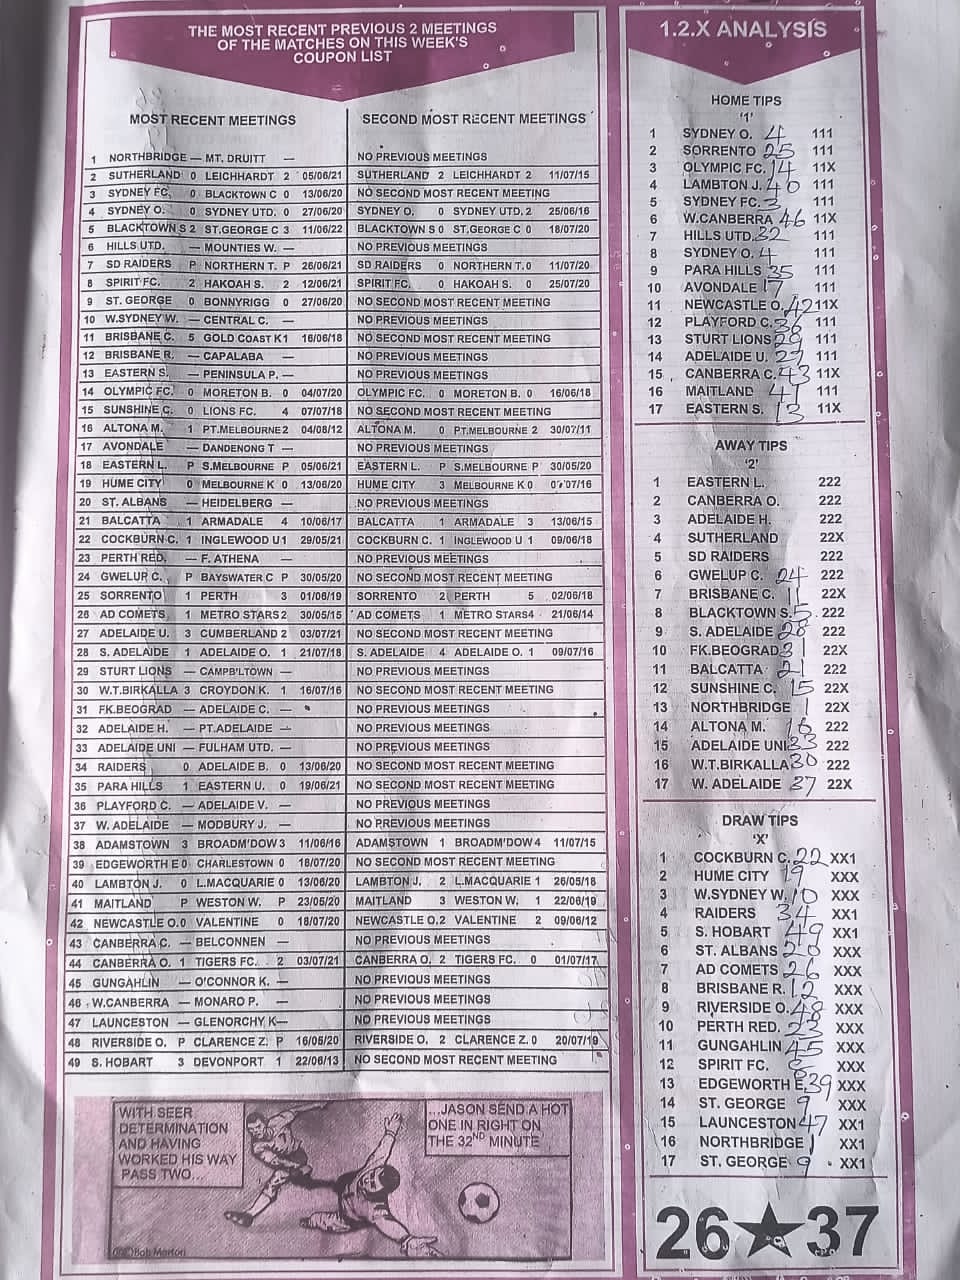 THE MOST RECENT PREVIOUS 2 MEETINGS
OF THE MATCHES ON THIS WEEK'S
COUPON LIST
MOST RECENT MEETINGS SECOND MOST RECENT MEETINGS
1 NORTHBRIDGE — MT. DRUITT — NO PREVIOUS MEETINGS
2 SUTHERLAND 0 LEICHHARDT 2 05/06/21 SUTHERLAND 2 LEICHHARDT 2 11/07/15
3 SYDNEY FC. 0 BLACKTOWN C 0 13/06/20 NO SECOND MOST RECENT MEETING
4 SYDNEY O. 0 SYDNEY UTD. 0 27/06/20 SYDNEY O. 0 SYDNEY UTD. 2 25/06/16
5 BLACKTOWN S 2 ST.GEORGE C 3 11/06/22 BLACKTOWN S 0 ST.GEORGE C 0 18/07/20
6 HILLS UTD. — MOUNTIES W. — NO PREVIOUS MEETINGS
7 SD RAIDERS P NORTHERN T. P 26/06/21 SD RAIDERS 0 NORTHERN T. 0 11/07/20
8 SPIRIT FC. 2 HAKOAH S. 2 12/06/21 SPIRIT FC. 0 HAKOAH S. 0 25/07/20
9 ST. GEORGE 0 BONNYRIGG 0 27/06/20 NO SECOND MOST RECENT MEETING
10 W.SYDNEY W. — CENTRAL C. — NO PREVIOUS MEETINGS
11 BRISBANE C. 5 GOLD COAST K 1 16/06/18 NO SECOND MOST RECENT MEETING
12 BRISBANE R. — CAPALABA — NO PREVIOUS MEETINGS
13 EASTERN S. — PENINSULA P. — NO PREVIOUS MEETINGS
14 OLYMPIC FC. 0 MORETON B. 0 04/07/20 OLYMPIC FC. 0 MORETON B. 0 16/06/18
15 SUNSHINE C. 0 LIONS FC. 4 07/07/18 NO SECOND MOST RECENT MEETING
16 ALTONA M. 1 PT.MELBOURNE 2 04/08/12 ALTONA M. 0 PT.MELBOURNE 2 30/07/11
17 AVONDALE — DANDENONG T — NO PREVIOUS MEETINGS
18 EASTERN L. P S.MELBOURNE P 05/06/21 EASTERN L. P S.MELBOURNE P 30/05/20
19 HUME CITY 0 MELBOURNE K 0 13/06/20 HUME CITY 3 MELBOURNE K 0
20 ST. ALBANS — HEIDELBERG — NO PREVIOUS MEETINGS
21 BALCATTA 1 ARMADALE 4 10/06/17 BALCATTA 1 ARMADALE 3 13/06/15
22 COCKBURN C. 1 INGLEWOOD U 1 29/05/21 COCKBURN C. 1 INGLEWOOD U 1 09/06/18
23 PERTH RED. — F. ATHENA — NO PREVIOUS MEETINGS
24 GWELUP C. P BAYSWATER C P 30/05/20 NO SECOND MOST RECENT MEETING
25 SORRENTO 1 PERTH 3 01/06/19 SORRENTO 2 PERTH 5 02/06/18
26 AD COMETS 1 METRO STARS 2 30/05/15 AD COMETS 1 METRO STARS 4 21/06/14
27 ADELAIDE U. 3 CUMBERLAND 2 03/07/21 NO SECOND MOST RECENT MEETING
28 S. ADELAIDE 1 ADELAIDE O. 1 21/07/18 S. ADELAIDE 4 ADELAIDE O. 1 09/07/16
29 STURT LIONS — CAMPB'LTOWN — NO PREVIOUS MEETINGS
30 W.T.BIRKALLA 3 CROYDON K. 1 16/07/16 NO SECOND MOST RECENT MEETING
31 FK.BEOGRAD — ADELAIDE C. — NO PREVIOUS MEETINGS
32 ADELAIDE H. — PT.ADELAIDE — NO PREVIOUS MEETINGS
33 ADELAIDE UNI — FULHAM UTD. — NO PREVIOUS MEETINGS
34 RAIDERS 0 ADELAIDE B. 0 13/06/20 NO SECOND MOST RECENT MEETING
35 PARA HILLS 1 EASTERN U. 0 19/06/21 NO SECOND MOST RECENT MEETING
36 PLAYFORD C. — ADELAIDE V. — NO PREVIOUS MEETINGS
37 W. ADELAIDE — MODBURY J. — NO PREVIOUS MEETINGS
38 ADAMSTOWN 3 BROADM'DOW 3 11/06/16 ADAMSTOWN 1 BROADM'DOW 4 11/07/15
39 EDGEWORTH E 0 CHARLESTOWN 0 18/07/20 NO SECOND MOST RECENT MEETING
40 LAMBTON J. 0 L.MACQUARIE 0 13/06/20 LAMBTON J. 2 L.MACQUARIE 1 26/05/18
41 MAITLAND P WESTON W. P 23/05/20 MAITLAND 3 WESTON W. 1 22/06/19
42 NEWCASTLE O. 0 VALENTINE 0 18/07/20 NEWCASTLE O. 2 VALENTINE 2 09/06/12
43 CANBERRA C. — BELCONNEN — NO PREVIOUS MEETINGS
44 CANBERRA O. 1 TIGERS FC. 2 03/07/21 CANBERRA O. 2 TIGERS FC. 0 01/07/17
45 GUNGAHLIN — O'CONNOR K. — NO PREVIOUS MEETINGS
46 W.CANBERRA — MONARO P. — NO PREVIOUS MEETINGS
47 LAUNCESTON — GLENORCHY K — NO PREVIOUS MEETINGS
48 RIVERSIDE O. P CLARENCE Z. P 16/05/20 RIVERSIDE O. 2 CLARENCE Z. 0 20/07/19
49 S. HOBART 3 DEVONPORT 1 22/06/13 NO SECOND MOST RECENT MEETING
WITH SEER
DETERMINATION
AND HAVING
WORKED HIS WAY
PASS TWO...
...JASON SEND A HOT
ONE IN RIGHT ON
THE 32ND MINUTE
©Bob Morton
1.2.X ANALYSIS
HOME TIPS
'1'
1 SYDNEY O. 4 111
2 SORRENTO 25 111
3 OLYMPIC FC. 14 11X
4 LAMBTON J. 40 111
5 SYDNEY FC. 3 111
6 W.CANBERRA 46 11X
7 HILLS UTD. 32 111
8 SYDNEY O. 4 111
9 PARA HILLS 35 111
10 AVONDALE 17 111
11 NEWCASTLE O. 42 11X
12 PLAYFORD C. 36 111
13 STURT LIONS 29 111
14 ADELAIDE U. 27 111
15 CANBERRA C. 43 11X
16 MAITLAND 41 111
17 EASTERN S. 13 11X
AWAY TIPS
'2'
1 EASTERN L. 222
2 CANBERRA O. 222
3 ADELAIDE H. 222
4 SUTHERLAND 22X
5 SD RAIDERS 222
6 GWELUP C. 24 222
7 BRISBANE C. 11 22X
8 BLACKTOWN S. 5 222
9 S. ADELAIDE 28 222
10 FK.BEOGRAD 31 22X
11 BALCATTA 21 222
12 SUNSHINE C. 15 22X
13 NORTHBRIDGE 1 22X
14 ALTONA M. 16 222
15 ADELAIDE UNI 33 222
16 W.T.BIRKALLA 30 222
17 W. ADELAIDE 37 22X
DRAW TIPS
'X'
1 COCKBURN C. 22 XX1
2 HUME CITY 19 XXX
3 W.SYDNEY W. 10 XXX
4 RAIDERS 34 XX1
5 S. HOBART 49 XX1
6 ST. ALBANS 20 XXX
7 AD COMETS 26 XXX
8 BRISBANE R. 12 XXX
9 RIVERSIDE O. 48 XXX
10 PERTH RED. 23 XXX
11 GUNGAHLIN 45 XXX
12 SPIRIT FC. 8 XXX
13 EDGEWORTH E. 39 XXX
14 ST. GEORGE 9 XXX
15 LAUNCESTON 47 XX1
16 NORTHBRIDGE 1 XX1
17 ST. GEORGE 9 XX1
26★37